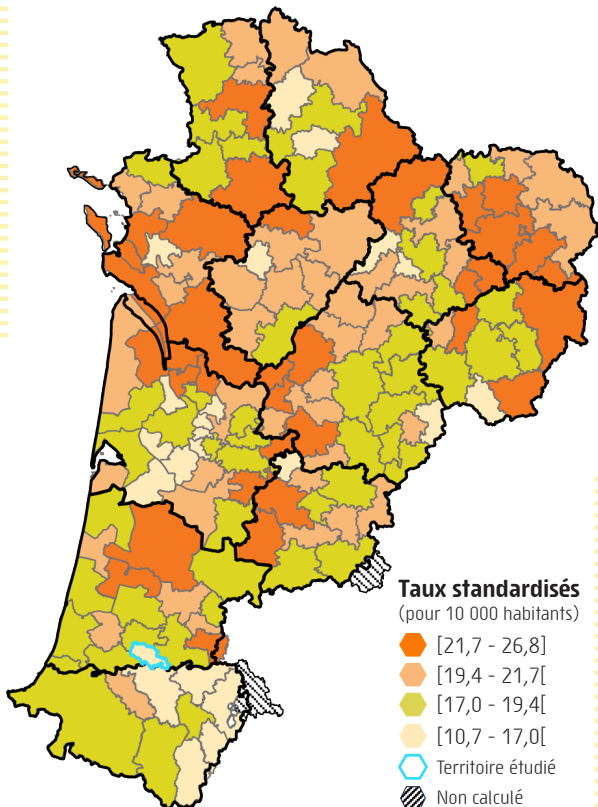 Taux standardisés
(pour 10 000 habitants)
[21,7 - 26,8]
[19,4 - 21,7[
[17,0 - 19,4[
[10,7 - 17,0[
Territoire étudié
Non calculé